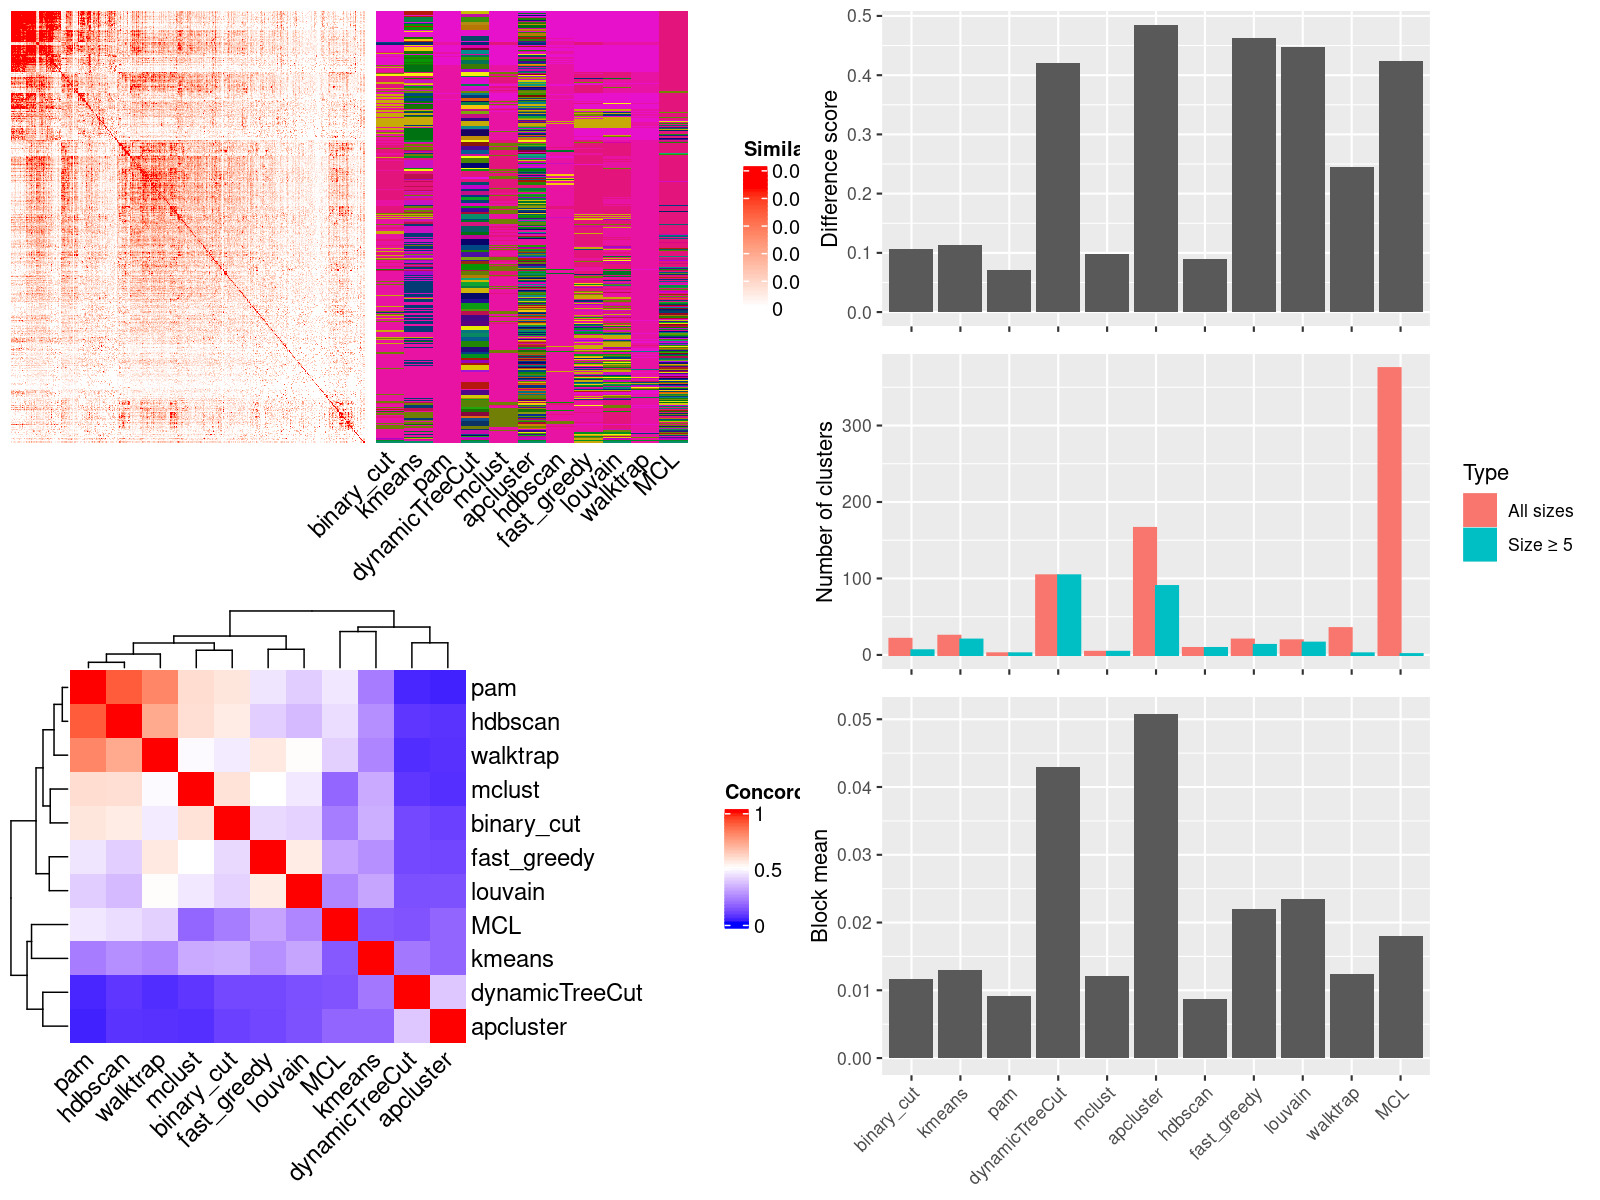 Simila
0.0
0.0
0.0
0.0
0.0
0
binary_cut
kmeans
pam
dynamicTreeCut
mclust
apcluster
hdbscan
fast_greedy
louvain
walktrap
MCL
pam
hdbscan
walktrap
mclust
binary_cut
fast_greedy
louvain
MCL
kmeans
dynamicTreeCut
apcluster
pam
hdbscan
walktrap
mclust
binary_cut
fast_greedy
louvain
MCL
kmeans
dynamicTreeCut
apcluster
Concord
1
0.5
0
Difference score
0.5
0.4
0.3
0.2
0.1
0.0
Number of clusters
300
200
100
0
Type
All sizes
Size ≥ 5
Block mean
0.05
0.04
0.03
0.02
0.01
0.00
binary_cut
kmeans
pam
dynamicTreeCut
mclust
apcluster
hdbscan
fast_greedy
louvain
walktrap
MCL